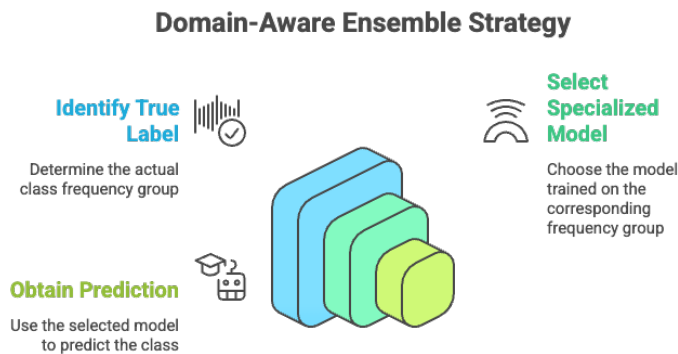 Domain-Aware Ensemble Strategy
Identify True
Label
Determine the actual
class frequency group
Select
Specialized
Model
Choose the model
trained on the
corresponding
frequency group
Obtain Prediction
Use the selected model
to predict the class